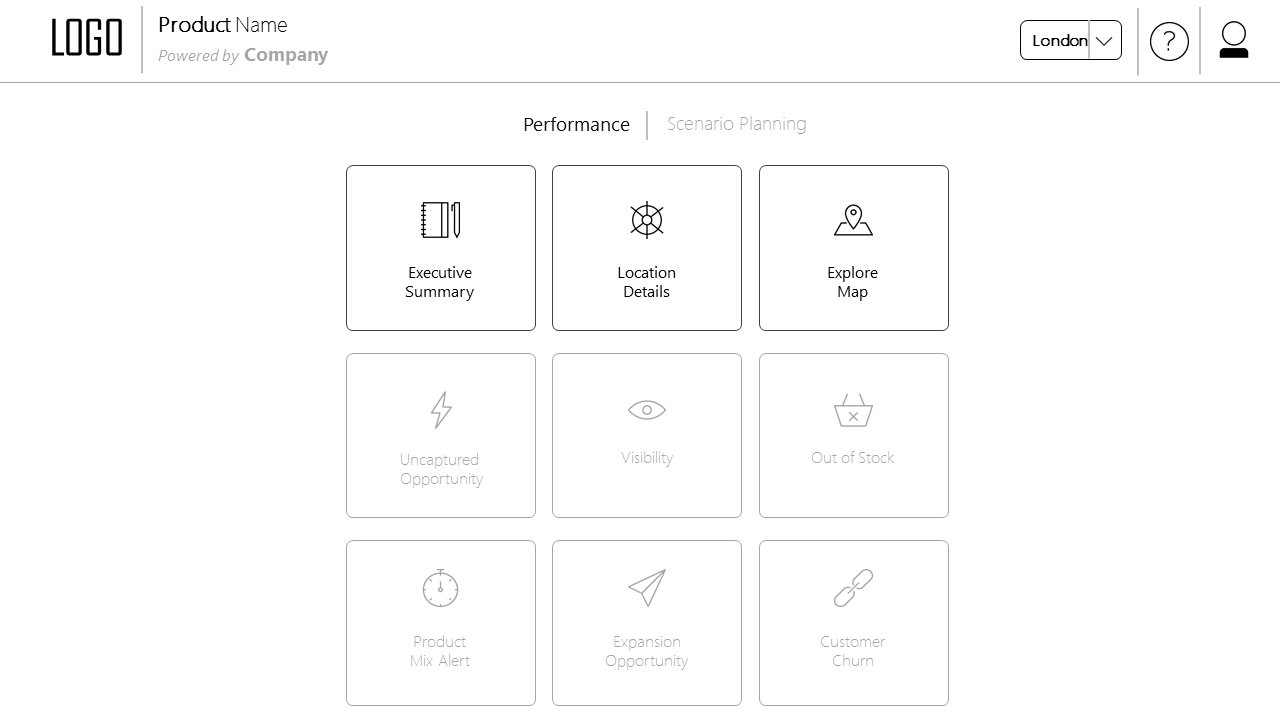 LOGO
Product Name
Powered by Company
London
?
Performance
Scenario Planning
Executive
Summary
Location
Details
Explore
Map
Uncaptured
Opportunity
Visibility
Out of Stock
Product
Mix Alert
Expansion
Opportunity
Customer
Churn